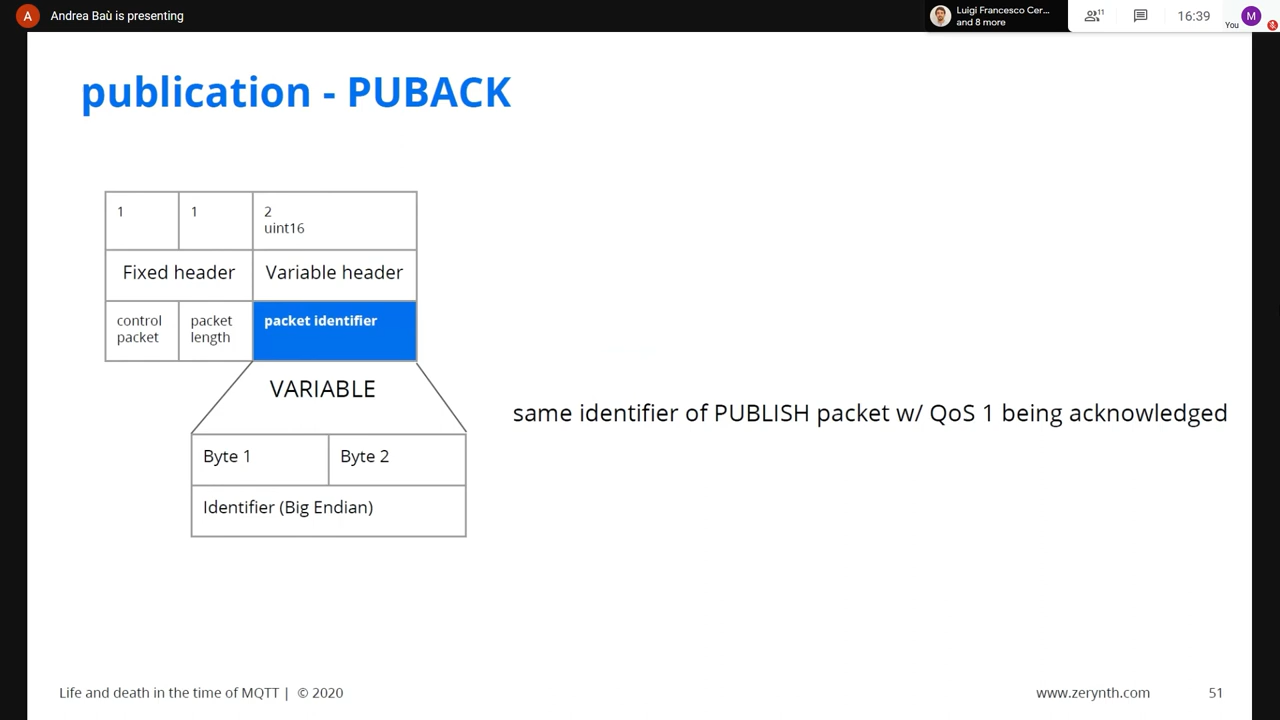 A
Andrea Baù is presenting
Luigi Francesco Cer...
and 8 more
11
16:39
You
M
publication - PUBACK
1
1
2
uint16
Fixed header
Variable header
control
packet
packet
length
packet identifier
VARIABLE
same identifier of PUBLISH packet w/ QoS 1 being acknowledged
Byte 1
Byte 2
Identifier (Big Endian)
Life and death in the time of MQTT | © 2020
www.zerynth.com
51